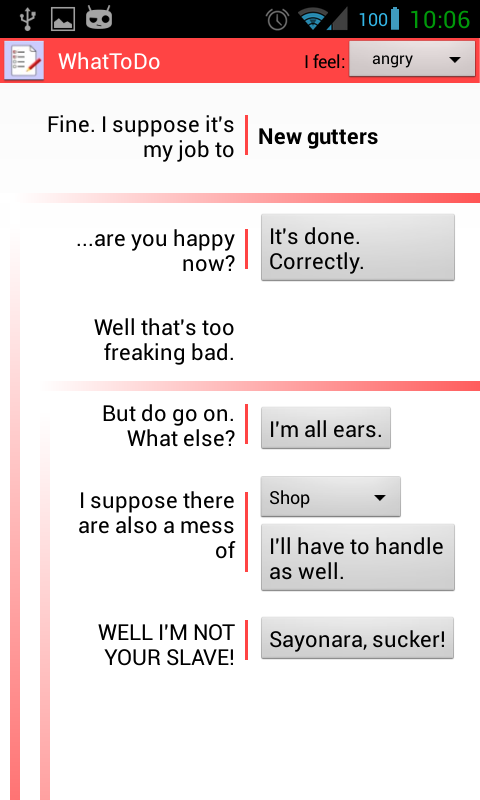 100 10:06
WhatToDo I feel: angry
Fine. I suppose it's
my job to
New gutters
...are you happy
now?
It's done.
Correctly.
Well that's too
freaking bad.
But do go on.
What else?
I'm all ears.
I suppose there
are also a mess
of
Shop
I'll have to handle
as well.
WELL I'M NOT
YOUR SLAVE!
Sayonara, sucker!